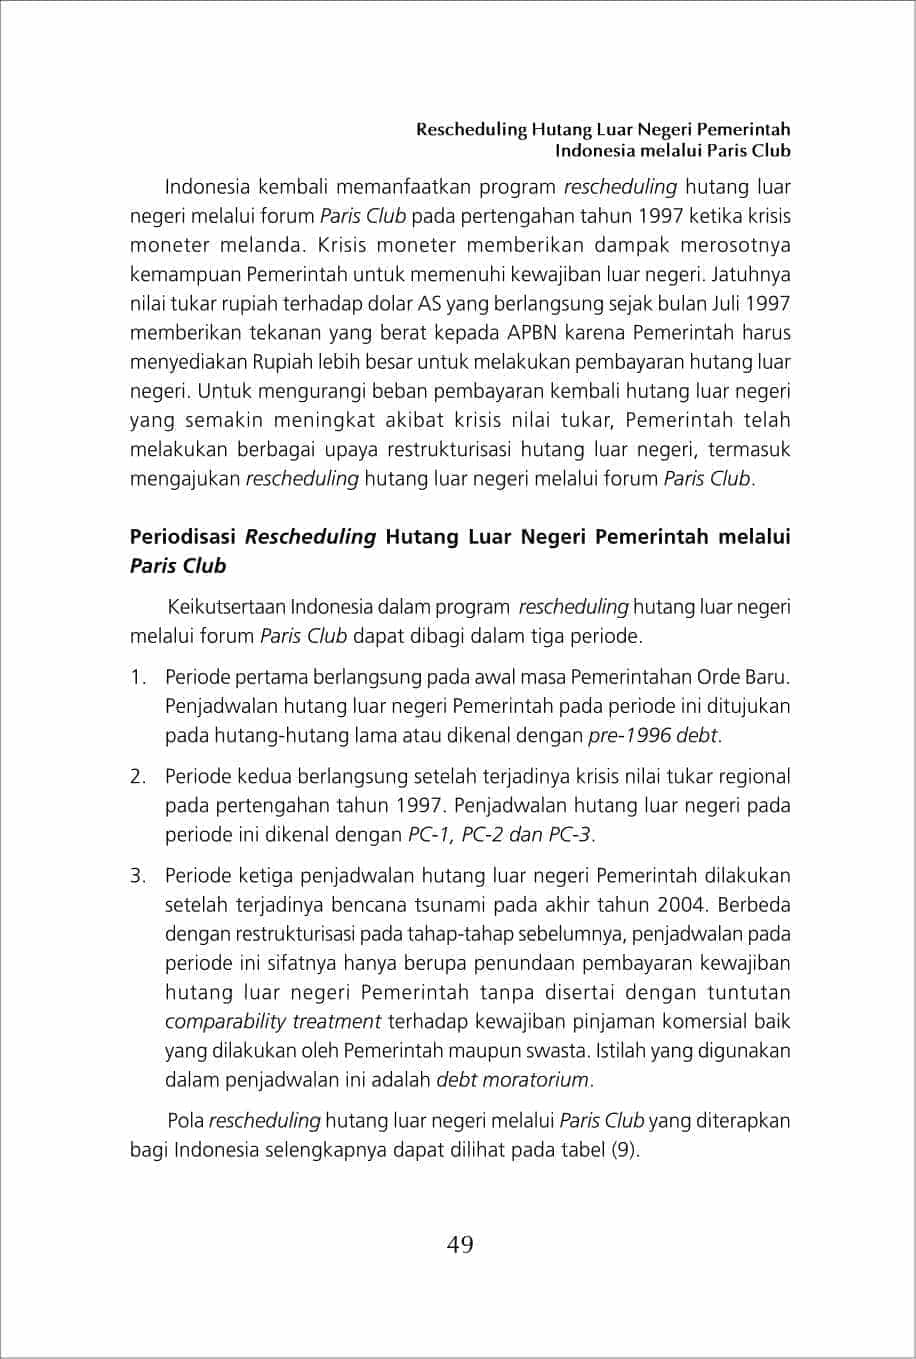 Rescheduling Hutang Luar Negeri Pemerintah
Indonesia melalui Paris Club
Indonesia kembali memanfaatkan program rescheduling hutang luar
negeri melalui forum Paris Club pada pertengahan tahun 1997 ketika krisis
moneter melanda. Krisis moneter memberikan dampak merosotnya
kemampuan Pemerintah untuk memenuhi kewajiban luar negeri. Jatuhnya
nilai tukar rupiah terhadap dolar AS yang berlangsung sejak bulan Juli 1997
memberikan tekanan yang berat kepada APBN karena Pemerintah harus
menyediakan Rupiah lebih besar untuk melakukan pembayaran hutang luar
negeri. Untuk mengurangi beban pembayaran kembali hutang luar negeri
yang semakin meningkat akibat krisis nilai tukar, Pemerintah telah
melakukan berbagai upaya restrukturisasi hutang luar negeri, termasuk
mengajukan rescheduling hutang luar negeri melalui forum Paris Club.
Periodisasi Rescheduling Hutang Luar Negeri Pemerintah melalui
Paris Club
Keikutsertaan Indonesia dalam program rescheduling hutang luar negeri
melalui forum Paris Club dapat dibagi dalam tiga periode.
1. Periode pertama berlangsung pada awal masa Pemerintahan Orde Baru.
Penjadwalan hutang luar negeri Pemerintah pada periode ini ditujukan
pada hutang-hutang lama atau dikenal dengan pre-1996 debt.
2. Periode kedua berlangsung setelah terjadinya krisis nilai tukar regional
pada pertengahan tahun 1997. Penjadwalan hutang luar negeri pada
periode ini dikenal dengan PC-1, PC-2 dan PC-3.
3. Periode ketiga penjadwalan hutang luar negeri Pemerintah dilakukan
setelah terjadinya bencana tsunami pada akhir tahun 2004. Berbeda
dengan restrukturisasi pada tahap-tahap sebelumnya, penjadwalan pada
periode ini sifatnya hanya berupa penundaan pembayaran kewajiban
hutang luar negeri Pemerintah tanpa disertai dengan tuntutan
comparability treatment terhadap kewajiban pinjaman komersial baik
yang dilakukan oleh Pemerintah maupun swasta. Istilah yang digunakan
dalam penjadwalan ini adalah debt moratorium.
Pola rescheduling hutang luar negeri melalui Paris Club yang diterapkan
bagi Indonesia selengkapnya dapat dilihat pada tabel (9).
49